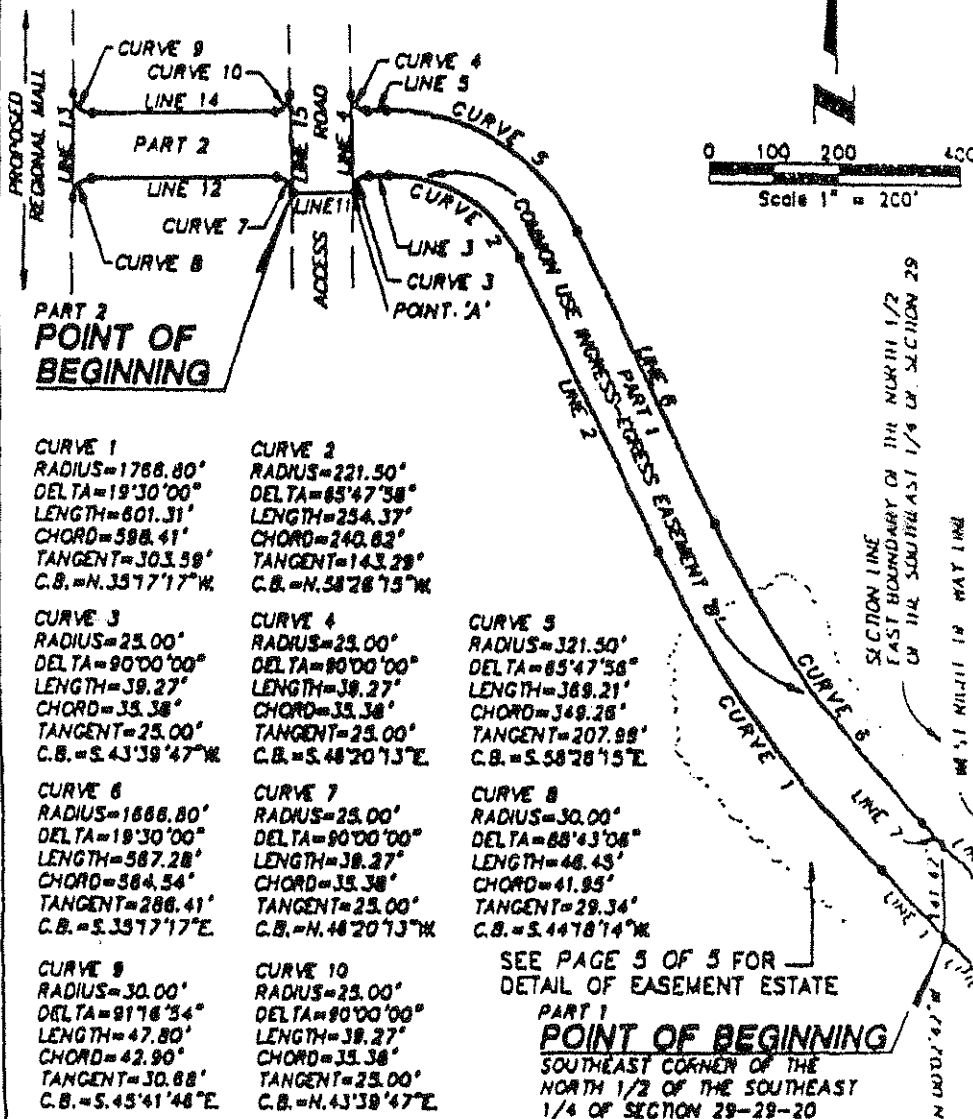 PROPOSED
REGIONAL MALL
LINE 13
CURVE 9
CURVE 10
LINE 14
PART 2
LINE 12
CURVE 7
CURVE 8
LINE 15
ROAD
LINE 4
LINE 11
ACCESS
CURVE 4
LINE 5
CURVE 5
CURVE 2
LINE 3
CURVE 3
POINT 'A'
COMMON USE INGRESS-EGRESS EASEMENT 'B'
PART 1
LINE 6
LINE 2
0 100 200 400
Scale 1" = 200'
PART 2
POINT OF
BEGINNING
SECTION LINE
EAST BOUNDARY OF THE NORTH 1/2
OF THE SOUTHEAST 1/4 OF SECTION 29
WEST RIGHT OF WAY LINE
CURVE 6
CURVE 1
LINE 7
LINE 1
141.42
CURVE 1
RADIUS=1766.80'
DELTA=19°30'00"
LENGTH=601.31'
CHORD=598.41'
TANGENT=303.59'
C.B.=N.35°17'17"W.
CURVE 2
RADIUS=221.50'
DELTA=65°47'56"
LENGTH=254.37'
CHORD=240.62'
TANGENT=143.29'
C.B.=N.58°26'15"W.
CURVE 3
RADIUS=25.00'
DELTA=90°00'00"
LENGTH=39.27'
CHORD=35.36'
TANGENT=25.00'
C.B.=S.43°39'47"W.
CURVE 4
RADIUS=25.00'
DELTA=90°00'00"
LENGTH=39.27'
CHORD=35.36'
TANGENT=25.00'
C.B.=S.46°20'13"E.
CURVE 5
RADIUS=321.50'
DELTA=65°47'56"
LENGTH=369.21'
CHORD=349.26'
TANGENT=207.98'
C.B.=S.58°26'15"E.
CURVE 6
RADIUS=1666.80'
DELTA=19°30'00"
LENGTH=567.28'
CHORD=564.54'
TANGENT=286.41'
C.B.=S.35°17'17"E.
CURVE 7
RADIUS=25.00'
DELTA=90°00'00"
LENGTH=39.27'
CHORD=35.36'
TANGENT=25.00'
C.B.=N.46°20'13"W.
CURVE 8
RADIUS=30.00'
DELTA=88°43'06"
LENGTH=46.45'
CHORD=41.95'
TANGENT=29.34'
C.B.=S.44°18'14"W.
CURVE 9
RADIUS=30.00'
DELTA=91°16'54"
LENGTH=47.80'
CHORD=42.90'
TANGENT=30.68'
C.B.=S.45°41'46"E.
CURVE 10
RADIUS=25.00'
DELTA=90°00'00"
LENGTH=39.27'
CHORD=35.36'
TANGENT=25.00'
C.B.=N.43°39'47"E.
SEE PAGE 5 OF 5 FOR
DETAIL OF EASEMENT ESTATE
PART 1
POINT OF BEGINNING
SOUTHEAST CORNER OF THE
NORTH 1/2 OF THE SOUTHEAST
1/4 OF SECTION 29-29-20